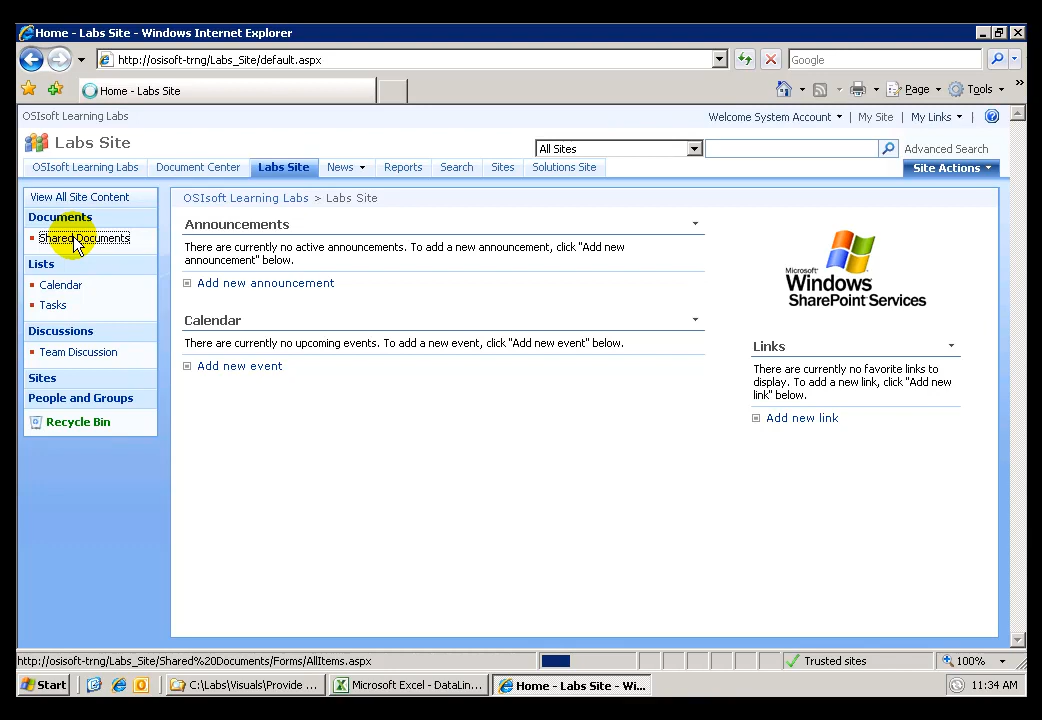 Home - Labs Site - Windows Internet Explorer
http://osisoft-trng/Labs_Site/default.aspx
Google
Home - Labs Site
Page
Tools
»
OSIsoft Learning Labs
Welcome System Account
My Site
My Links
Labs Site
All Sites
Advanced Search
OSIsoft Learning Labs
Document Center
Labs Site
News
Reports
Search
Sites
Solutions Site
Site Actions
View All Site Content
Documents
Shared Documents
Lists
Calendar
Tasks
Discussions
Team Discussion
Sites
People and Groups
Recycle Bin
OSIsoft Learning Labs > Labs Site
Announcements
There are currently no active announcements. To add a new announcement, click "Add new
announcement" below.
Add new announcement
Calendar
There are currently no upcoming events. To add a new event, click "Add new event" below.
Add new event
Microsoft
Windows
SharePoint Services
Links
There are currently no favorite links to
display. To add a new link, click "Add new
link" below.
Add new link
http://osisoft-trng/Labs_Site/Shared%20Documents/Forms/AllItems.aspx
Trusted sites
100%
Start
C:\Labs\Visuals\Provide ...
Microsoft Excel - DataLin...
Home - Labs Site - Wi...
11:34 AM